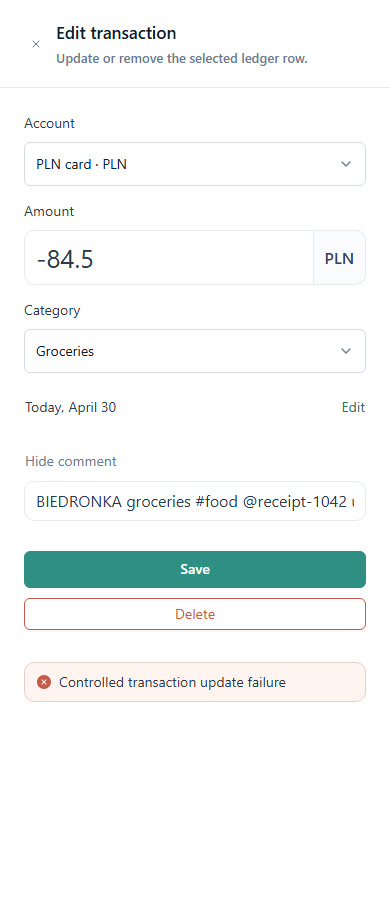 Edit transaction
Update or remove the selected ledger row.
Account
PLN card · PLN
Amount
-84.5
PLN
Category
Groceries
Today, April 30
Edit
Hide comment
BIEDRONKA groceries #food @receipt-1042
Save
Delete
Controlled transaction update failure